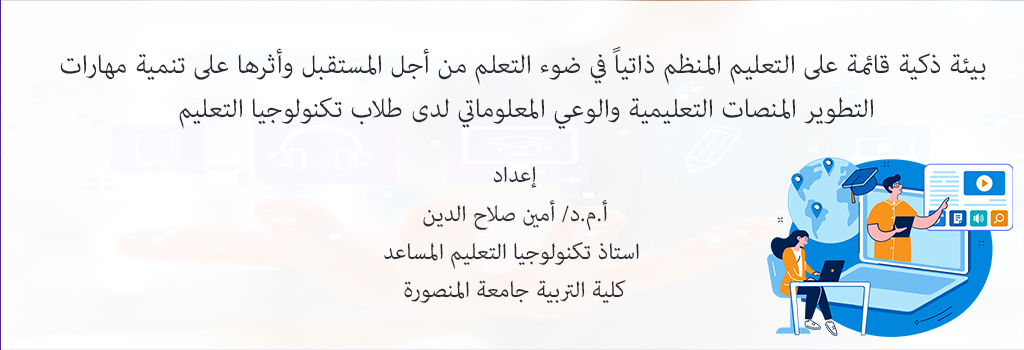 بيئة ذكية قائمة على التعليم المنظم ذاتياً في ضوء التعلم من أجل المستقبل وأثرها على تنمية مهارات
التطوير المنصات التعليمية والوعي المعلوماتي لدى طلاب تكنولوجيا التعليم
إعداد
أ.م.د/ أمين صلاح الدين
استاذ تكنولوجيا التعليم المساعد
كلية التربية جامعة المنصورة